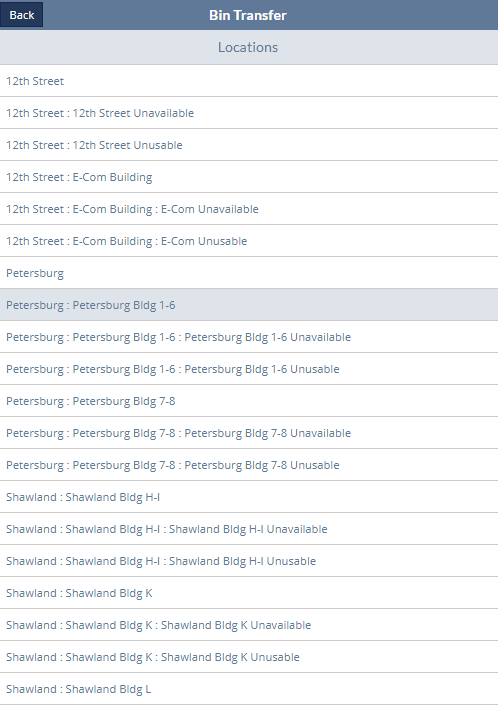 Back
Bin Transfer
Locations
12th Street
12th Street : 12th Street Unavailable
12th Street : 12th Street Unusable
12th Street : E-Com Building
12th Street : E-Com Building : E-Com Unavailable
12th Street : E-Com Building : E-Com Unusable
Petersburg
Petersburg : Petersburg Bldg 1-6
Petersburg : Petersburg Bldg 1-6 : Petersburg Bldg 1-6 Unavailable
Petersburg : Petersburg Bldg 1-6 : Petersburg Bldg 1-6 Unusable
Petersburg : Petersburg Bldg 7-8
Petersburg : Petersburg Bldg 7-8 : Petersburg Bldg 7-8 Unavailable
Petersburg : Petersburg Bldg 7-8 : Petersburg Bldg 7-8 Unusable
Shawland : Shawland Bldg H-I
Shawland : Shawland Bldg H-I : Shawland Bldg H-I Unavailable
Shawland : Shawland Bldg H-I : Shawland Bldg H-I Unusable
Shawland : Shawland Bldg K
Shawland : Shawland Bldg K : Shawland Bldg K Unavailable
Shawland : Shawland Bldg K : Shawland Bldg K Unusable
Shawland : Shawland Bldg L